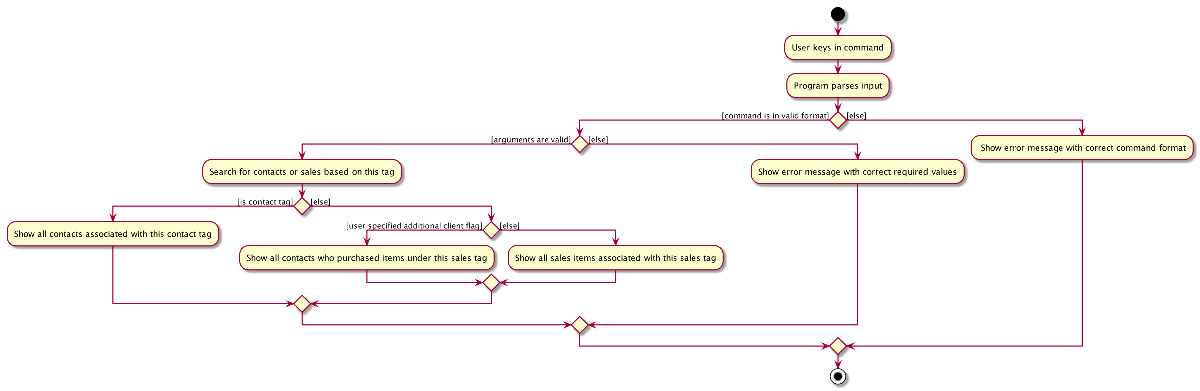 User keys in command
Program parses input
[command is in valid format]
[else]
[arguments are valid]
[else]
Show error message with correct command format
Search for contacts or sales based on this tag
Show error message with correct required values
[is contact tag]
[else]
[user specified additional client flag]
[else]
Show all contacts associated with this contact tag
Show all contacts who purchased items under this sales tag
Show all sales items associated with this sales tag